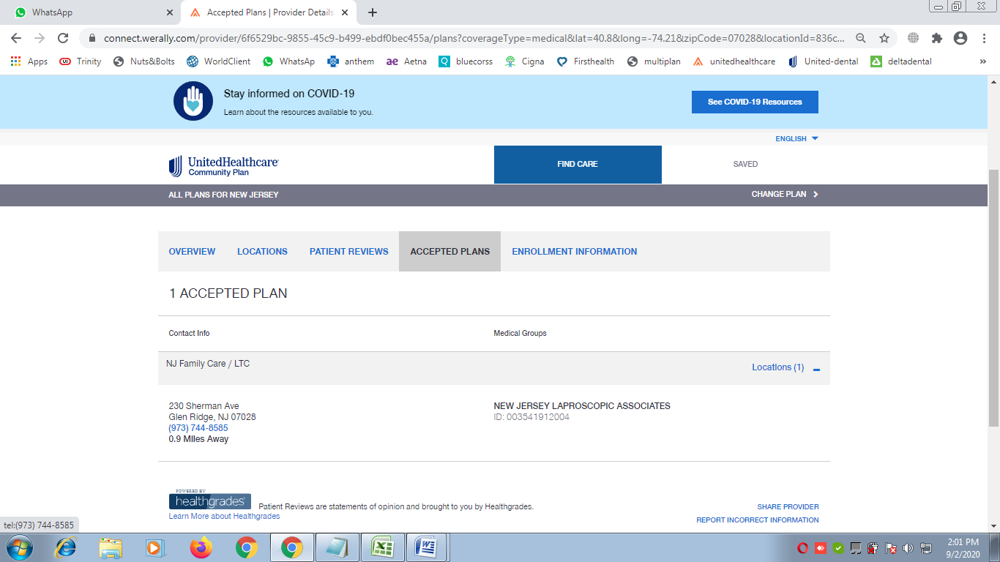 WhatsApp
Accepted Plans | Provider Details
connect.werally.com/provider/6f6529bc-9855-45c9-b499-ebdf0bec455a/plans?coverageType=medical&lat=40.8&long=-74.21&zipCode=07028&locationId=836c...
Apps Trinity Nuts&Bolts WorldClient WhatsAp anthem ae Aetna Q bluecorss Cigna Firsthealth multiplan unitedhealthcare United-dental deltadental »
Stay informed on COVID-19
Learn about the resources available to you.
See COVID-19 Resources
ENGLISH
UnitedHealthcare
Community Plan
FIND CARE
SAVED
ALL PLANS FOR NEW JERSEY
CHANGE PLAN
OVERVIEW LOCATIONS PATIENT REVIEWS ACCEPTED PLANS ENROLLMENT INFORMATION
1 ACCEPTED PLAN
Contact Info
Medical Groups
NJ Family Care / LTC
Locations (1)
230 Sherman Ave
Glen Ridge, NJ 07028
(973) 744-8585
0.9 Miles Away
NEW JERSEY LAPROSCOPIC ASSOCIATES
ID: 003541912004
POWERED BY
healthgrades
Patient Reviews are statements of opinion and brought to you by Healthgrades.
Learn More about Healthgrades
SHARE PROVIDER
REPORT INCORRECT INFORMATION
tel:(973) 744-8585
2:01 PM
9/2/2020